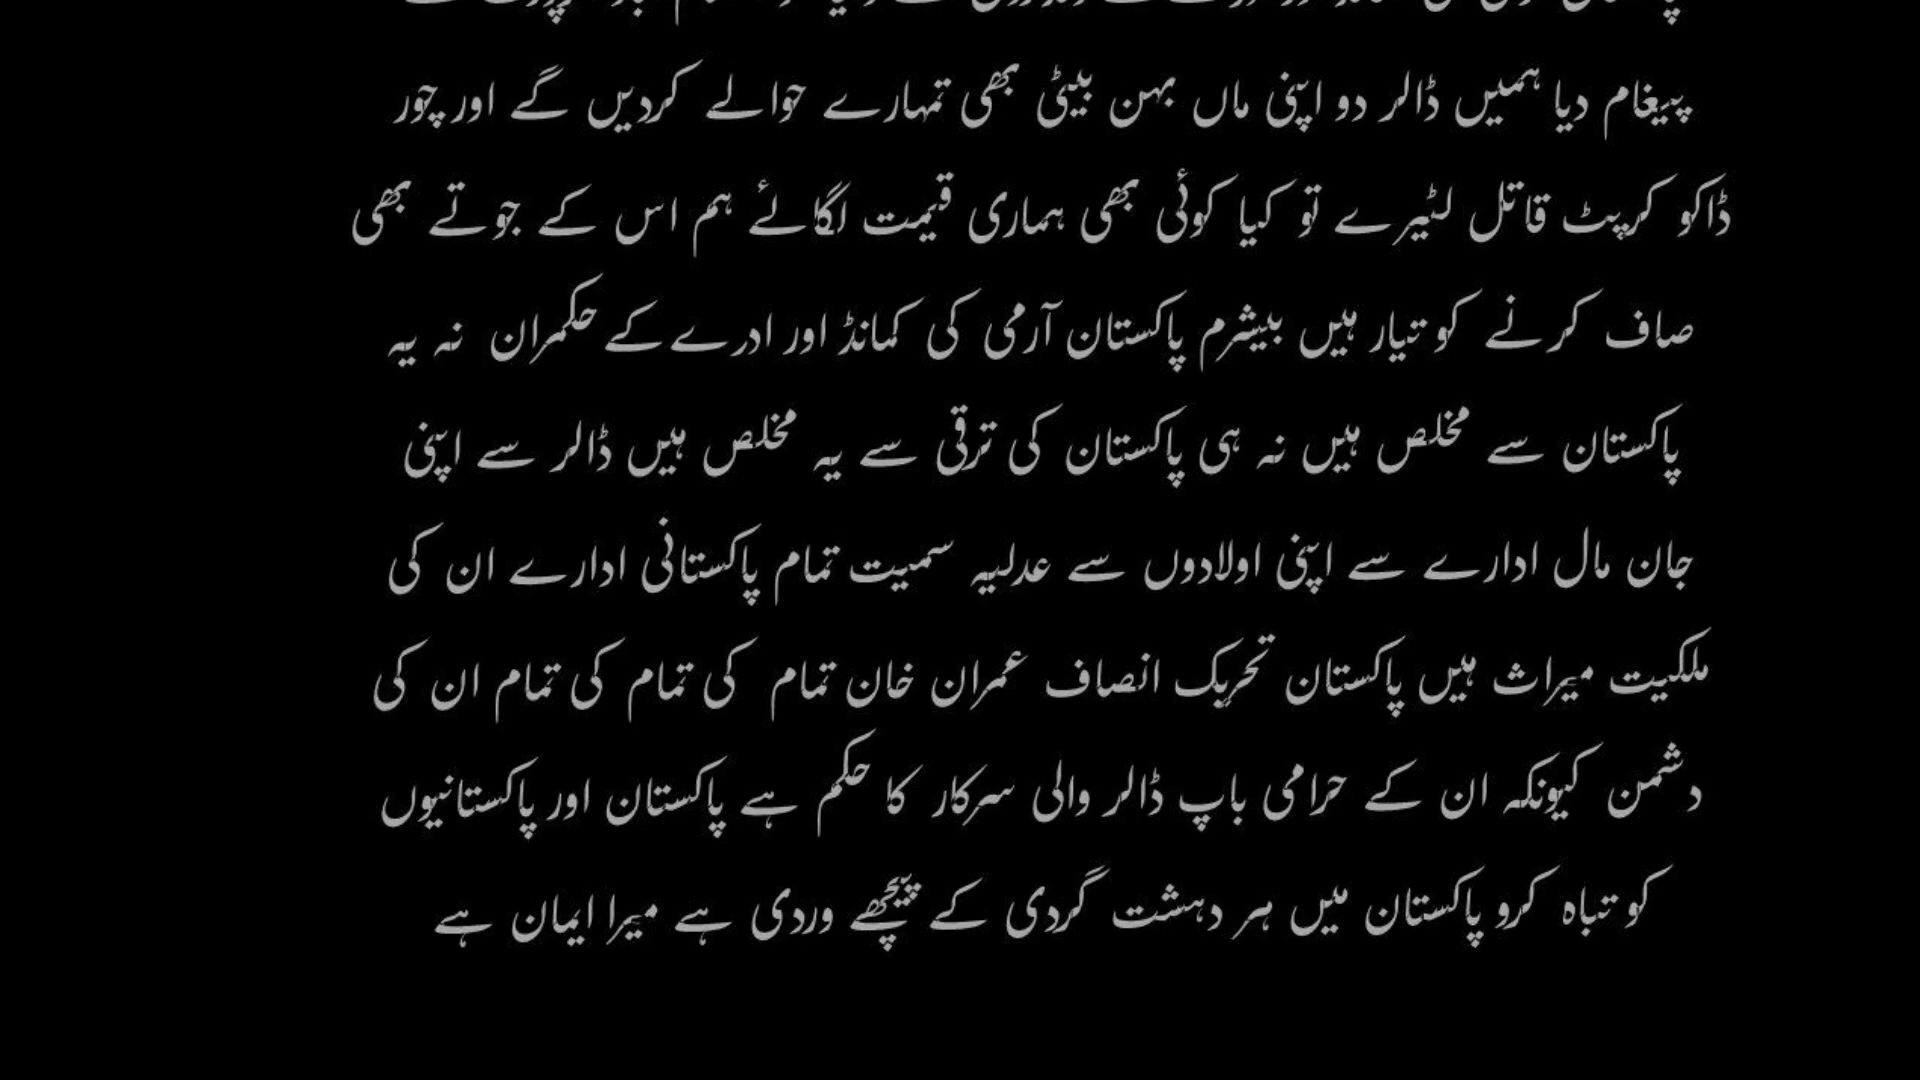 پیغام دیا ہمیں ڈالر دو اپنی ماں بہن بیٹی بھی تمہارے حوالے کردیں گے اور چور
ڈاکو کرپٹ قاتل لٹیرے تو کیا کوئی بھی ہماری قیمت لگائے ہم اس کے جوتے بھی
صاف کرنے کو تیار ہیں بیشرم پاکستان آرمی کی کمانڈ اور ادرے کے حکمران نہ یہ
پاکستان سے مخلص ہیں نہ ہی پاکستان کی ترقی سے یہ مخلص ہیں ڈالر سے اپنی
جان مال ادارے سے اپنی اولادوں سے عدلیہ سمیت تمام پاکستانی ادارے ان کی
ملکیت میراث ہیں پاکستان تحریک انصاف عمران خان تمام کی تمام کی تمام ان کی
دشمن کیونکہ ان کے حرامی باپ ڈالر والی سرکار کا حکم ہے پاکستان اور پاکستانیوں
کو تباہ کرو پاکستان میں ہر دہشت گردی کے پیچھے وردی ہے میرا ایمان ہے